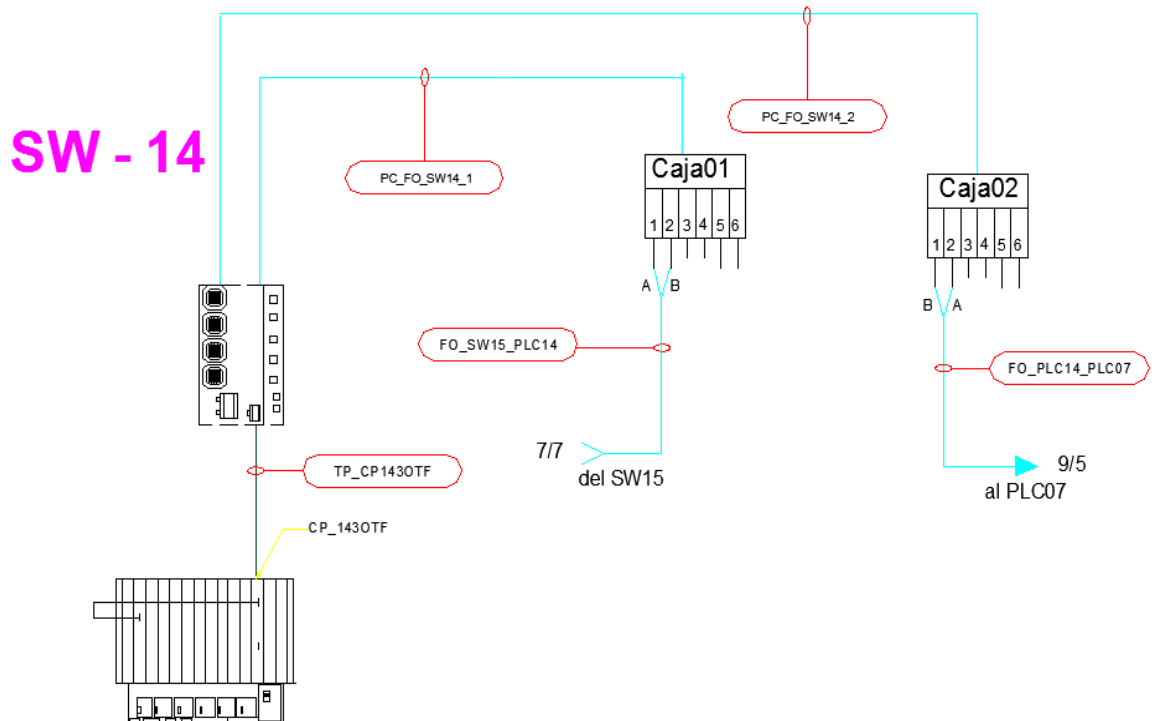 SW - 14
PC_FO_SW14_1
PC_FO_SW14_2
Caja01
1 2 3 4 5 6
A B
Caja02
1 2 3 4 5 6
B A
FO_SW15_PLC14
FO_PLC14_PLC07
7/7
del SW15
9/5
al PLC07
TP_CP143OTF
CP_143OTF